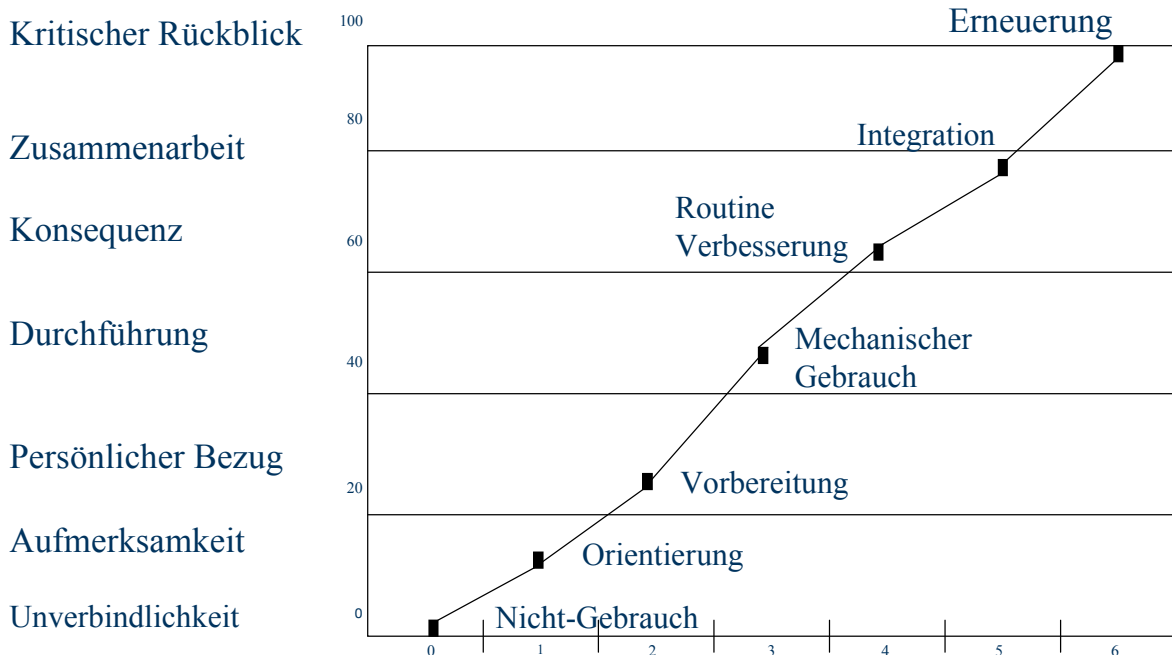 100
Kritischer Rückblick
Erneuerung
80
Zusammenarbeit
Integration
Konsequenz
Routine
Verbesserung
60
Durchführung
Mechanischer
Gebrauch
40
Persönlicher Bezug
Vorbereitung
20
Aufmerksamkeit
Orientierung
0
Unverbindlichkeit
Nicht-Gebrauch
0 1 2 3 4 5 6